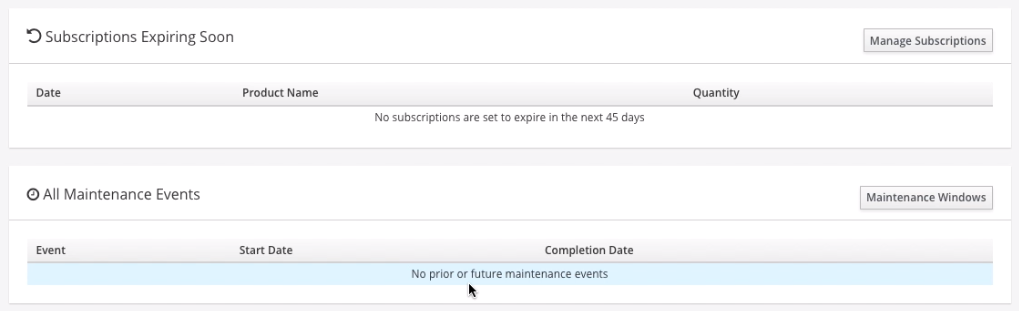 Subscriptions Expiring Soon
Manage Subscriptions
Date Product Name Quantity
No subscriptions are set to expire in the next 45 days
All Maintenance Events
Maintenance Windows
Event Start Date Completion Date
No prior or future maintenance events